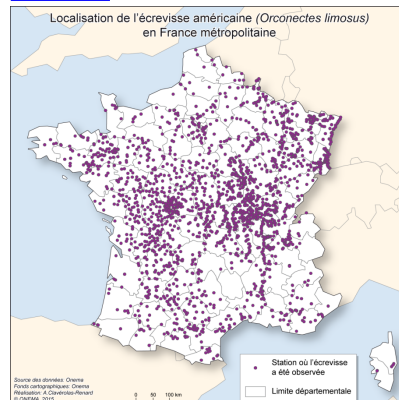 Localisation de l'écrevisse américaine (Orconectes limosus)
en France métropolitaine
Station où l'écrevisse
a été observée
Limite départementale
Source des données: Onema
Fonds cartographiques: Onema
Réalisation: A.Clavérolas-Renard
© ONEMA, 2015
0 50 100 km